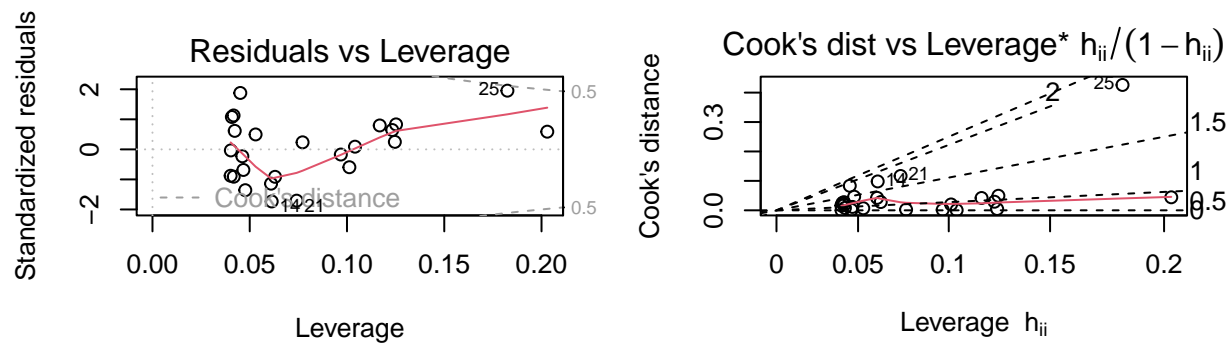 Residuals vs Leverage
Standardized residuals
2
0
−2
25
0.5
0.5
Cook's distance
14 21
0.00 0.05 0.10 0.15 0.20
Leverage
Cook's dist vs Leverage* hii/(1−hii)
Cook's distance
0.3
0.0
2
25
1.5
1
0.5
0
14 21
0 0.05 0.1 0.15 0.2
Leverage hii